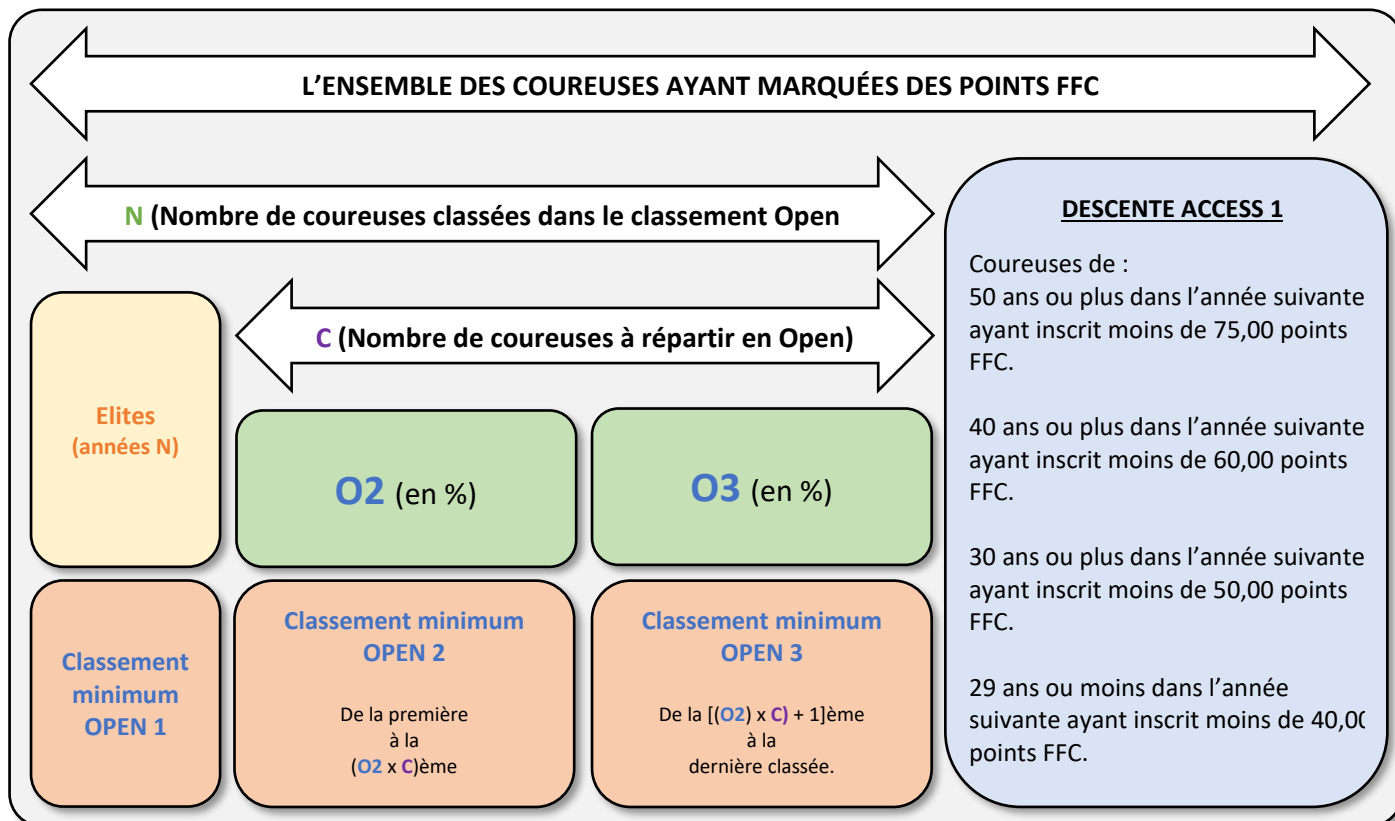 L'ENSEMBLE DES COUREUSES AYANT MARQUÉES DES POINTS FFC
N (Nombre de coureuses classées dans le classement Open
C (Nombre de coureuses à répartir en Open)
Elites
(années N)
O2 (en %)
O3 (en %)
Classement
minimum
OPEN 1
Classement minimum
OPEN 2
De la première
à la
(O2 x C)ème
Classement minimum
OPEN 3
De la [(O2) x C) + 1]ème
à la
dernière classée.
DESCENTE ACCESS 1
Coureuses de :
50 ans ou plus dans l'année suivante
ayant inscrit moins de 75,00 points
FFC.
40 ans ou plus dans l'année suivante
ayant inscrit moins de 60,00 points
FFC.
30 ans ou plus dans l'année suivante
ayant inscrit moins de 50,00 points
FFC.
29 ans ou moins dans l'année
suivante ayant inscrit moins de 40,00
points FFC.